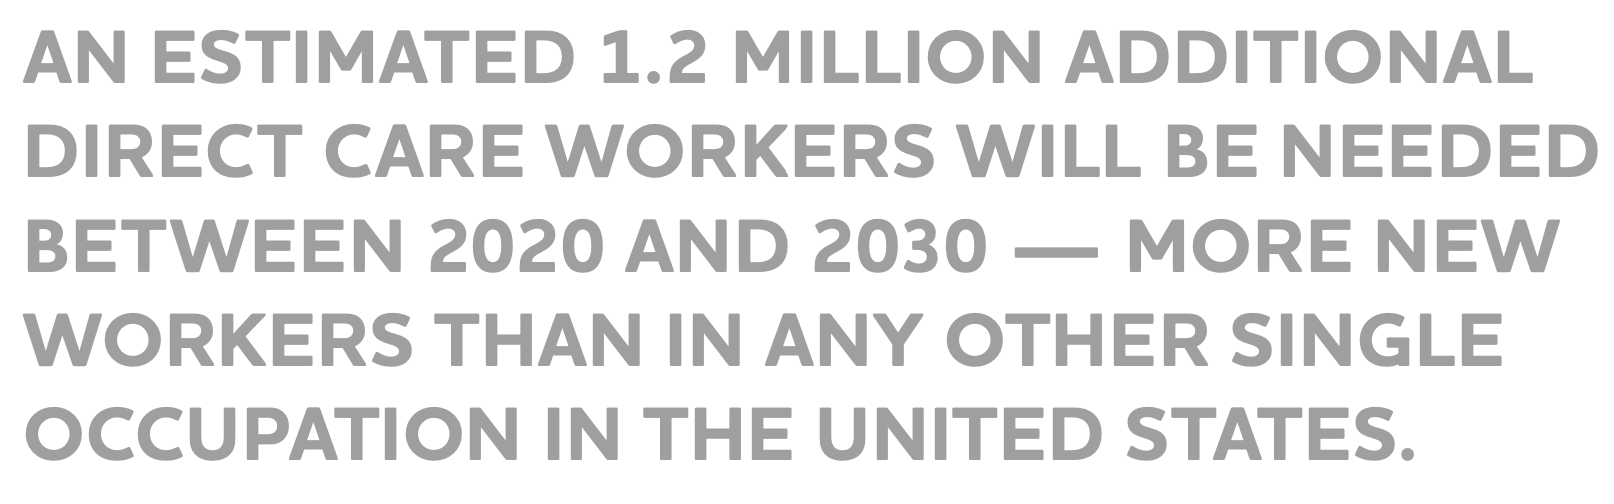 AN ESTIMATED 1.2 MILLION ADDITIONAL
DIRECT CARE WORKERS WILL BE NEEDED
BETWEEN 2020 AND 2030 — MORE NEW
WORKERS THAN IN ANY OTHER SINGLE
OCCUPATION IN THE UNITED STATES.